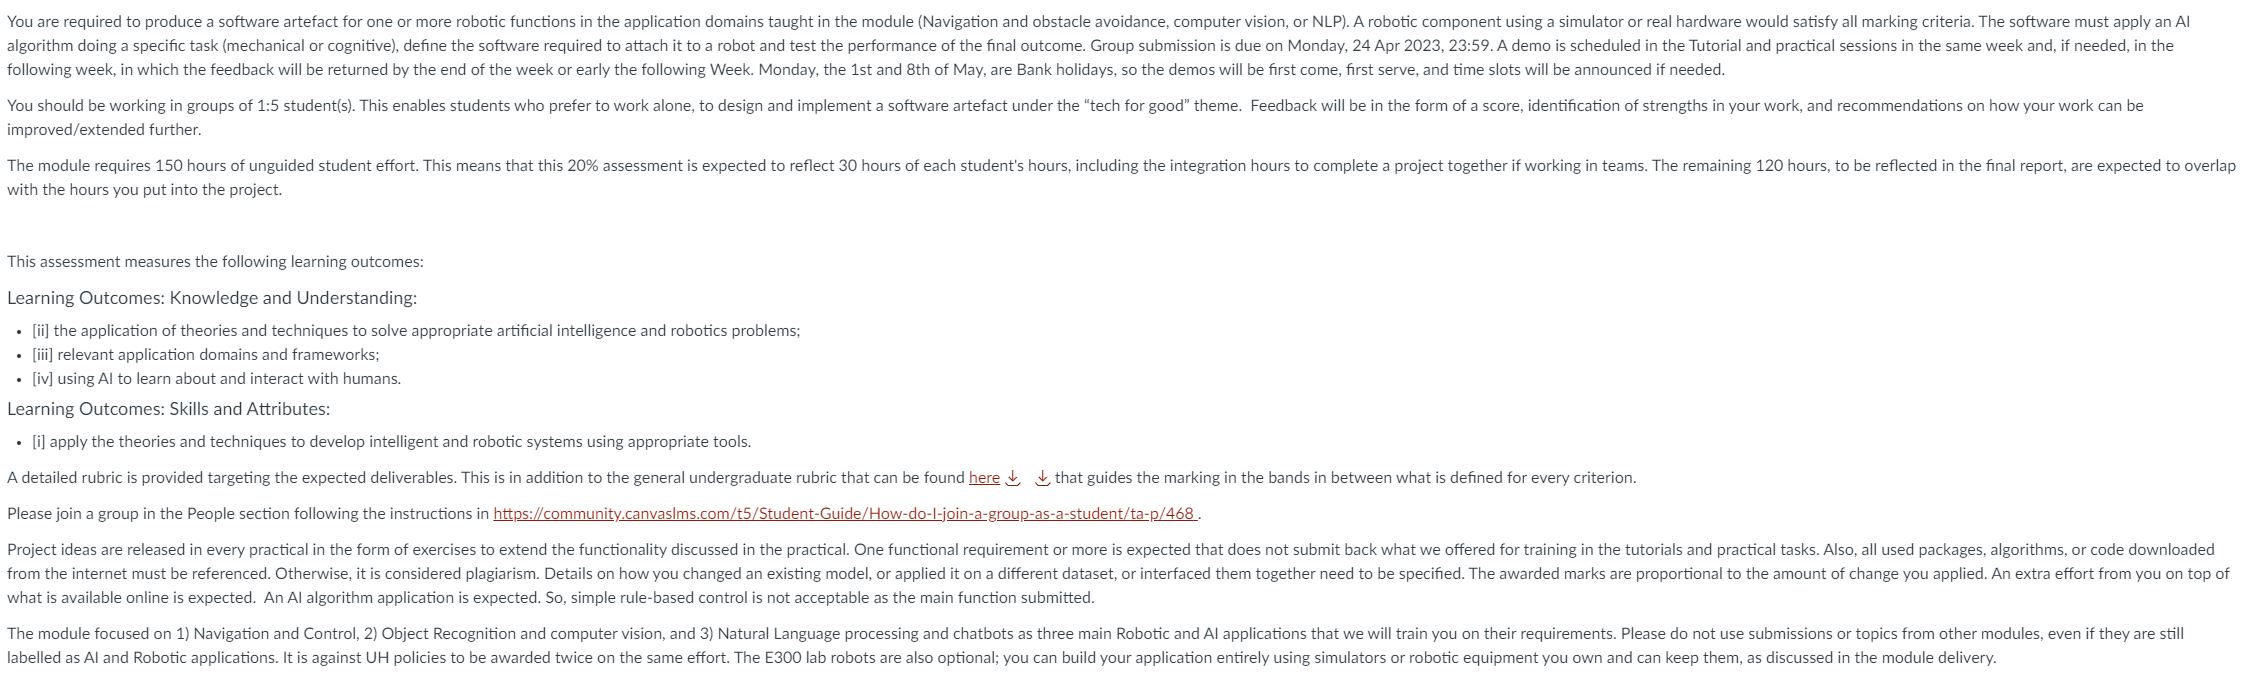 You are required to produce a software artefact for one or more robotic functions in the application domains taught in the module (Navigation and obstacle avoidance, computer vision, or NLP). A robotic component using a simulator or real hardware would satisfy all marking criteria. The software must apply an AI
algorithm doing a specific task (mechanical or cognitive), define the software required to attach it to a robot and test the performance of the final outcome. Group submission is due on Monday, 24 Apr 2023, 23:59. A demo is scheduled in the Tutorial and practical sessions in the same week and, if needed, in the
following week, in which the feedback will be returned by the end of the week or early the following Week. Monday, the 1st and 8th of May, are Bank holidays, so the demos will be first come, first serve, and time slots will be announced if needed.
You should be working in groups of 1:5 student(s). This enables students who prefer to work alone, to design and implement a software artefact under the “tech for good” theme.  Feedback will be in the form of a score, identification of strengths in your work, and recommendations on how your work can be
improved/extended further.
The module requires 150 hours of unguided student effort. This means that this 20% assessment is expected to reflect 30 hours of each student's hours, including the integration hours to complete a project together if working in teams. The remaining 120 hours, to be reflected in the final report, are expected to overlap
with the hours you put into the project.
This assessment measures the following learning outcomes:
Learning Outcomes: Knowledge and Understanding:
• [ii] the application of theories and techniques to solve appropriate artificial intelligence and robotics problems;
• [iii] relevant application domains and frameworks;
• [iv] using AI to learn about and interact with humans.
Learning Outcomes: Skills and Attributes:
• [i] apply the theories and techniques to develop intelligent and robotic systems using appropriate tools.
A detailed rubric is provided targeting the expected deliverables. This is in addition to the general undergraduate rubric that can be found here that guides the marking in the bands in between what is defined for every criterion.
Please join a group in the People section following the instructions in https://community.canvaslms.com/t5/Student-Guide/How-do-I-join-a-group-as-a-student/ta-p/468 .
Project ideas are released in every practical in the form of exercises to extend the functionality discussed in the practical. One functional requirement or more is expected that does not submit back what we offered for training in the tutorials and practical tasks. Also, all used packages, algorithms, or code downloaded
from the internet must be referenced. Otherwise, it is considered plagiarism. Details on how you changed an existing model, or applied it on a different dataset, or interfaced them together need to be specified. The awarded marks are proportional to the amount of change you applied. An extra effort from you on top of
what is available online is expected.  An AI algorithm application is expected. So, simple rule-based control is not acceptable as the main function submitted.
The module focused on 1) Navigation and Control, 2) Object Recognition and computer vision, and 3) Natural Language processing and chatbots as three main Robotic and AI applications that we will train you on their requirements. Please do not use submissions or topics from other modules, even if they are still
labelled as AI and Robotic applications. It is against UH policies to be awarded twice on the same effort. The E300 lab robots are also optional; you can build your application entirely using simulators or robotic equipment you own and can keep them, as discussed in the module delivery.